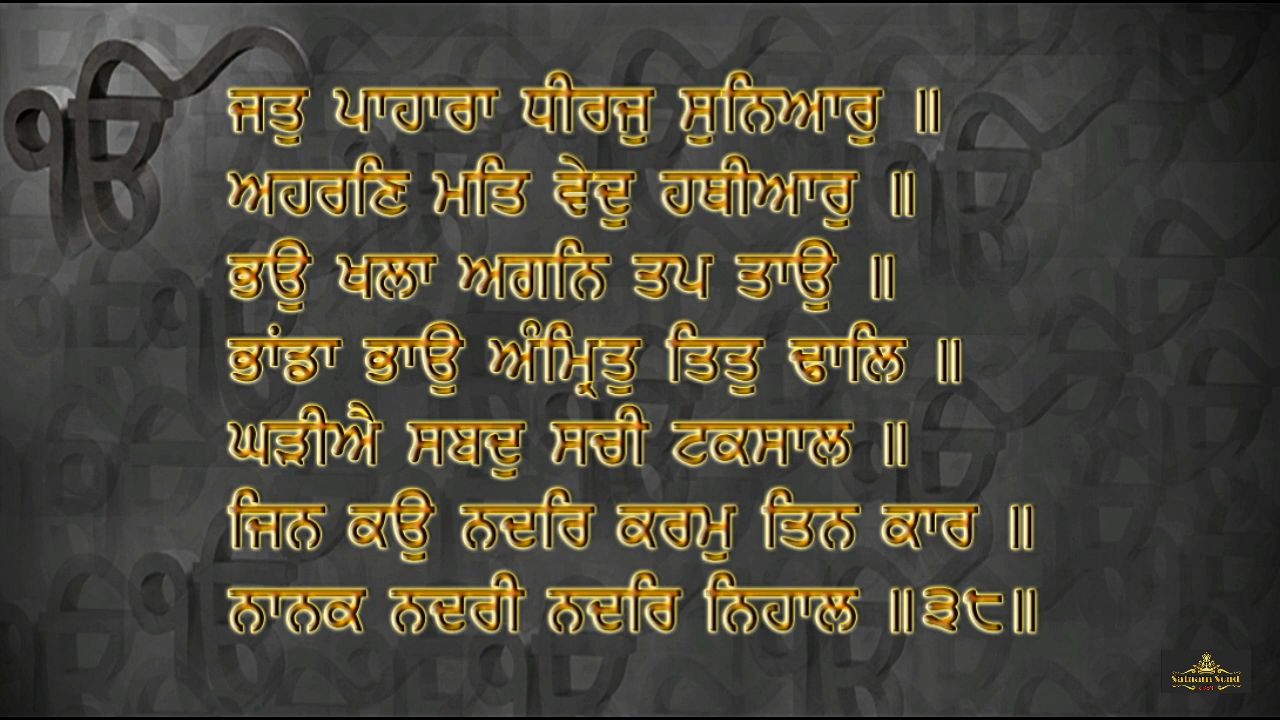 ਜਤੁ ਪਾਹਾਰਾ ਧੀਰਜੁ ਸੁਨਿਆਰੁ ॥
ਅਹਰਣਿ ਮਤਿ ਵੇਦੁ ਹਥੀਆਰੁ ॥
ਭਉ ਖਲਾ ਅਗਨਿ ਤਪ ਤਾਉ ॥
ਭਾਂਡਾ ਭਾਉ ਅੰਮ੍ਰਿਤੁ ਤਿਤੁ ਢਾਲਿ ॥
ਘੜੀਐ ਸਬਦੁ ਸਚੀ ਟਕਸਾਲ ॥
ਜਿਨ ਕਉ ਨਦਰਿ ਕਰਮੁ ਤਿਨ ਕਾਰ ॥
ਨਾਨਕ ਨਦਰੀ ਨਦਰਿ ਨਿਹਾਲ ॥੩੮॥